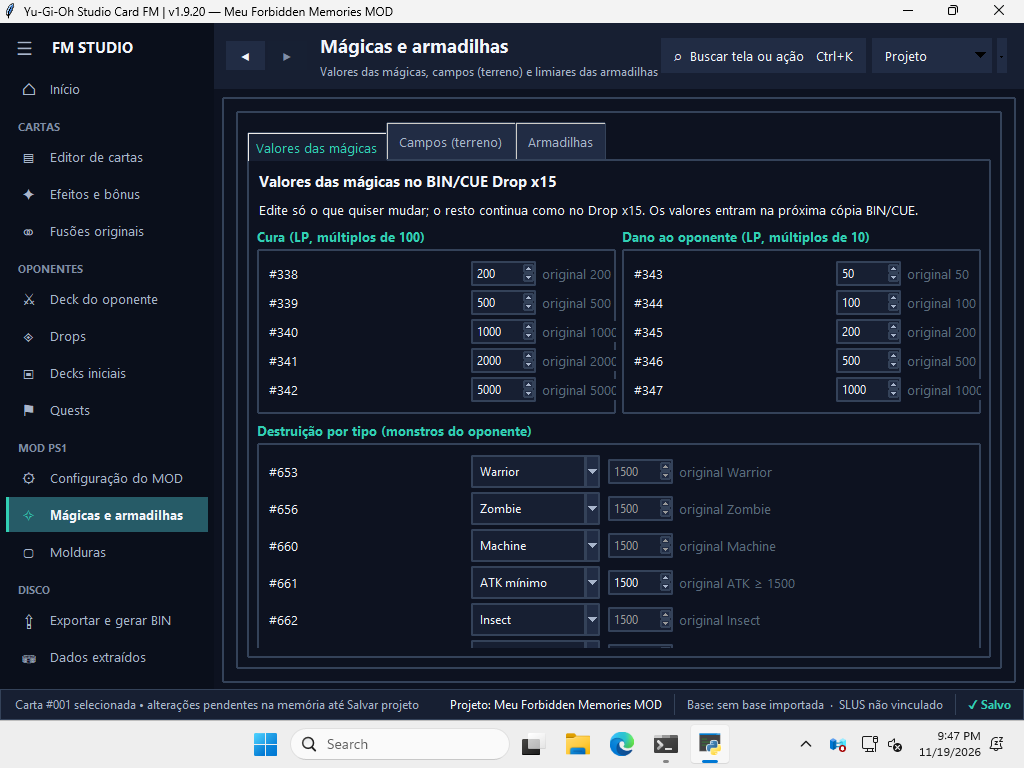 Yu-Gi-Oh Studio Card FM | v1.9.20 — Meu Forbidden Memories MOD
FM STUDIO
Início
CARTAS
Editor de cartas
Efeitos e bônus
Fusões originais
OPONENTES
Deck do oponente
Drops
Decks iniciais
Quests
MOD PS1
Configuração do MOD
Mágicas e armadilhas
Molduras
DISCO
Exportar e gerar BIN
Dados extraídos
Mágicas e armadilhas
Valores das mágicas, campos (terreno) e limiares das armadilhas
Buscar tela ou ação Ctrl+K
Projeto
Valores das mágicas
Campos (terreno)
Armadilhas
Valores das mágicas no BIN/CUE Drop x15
Edite só o que quiser mudar; o resto continua como no Drop x15. Os valores entram na próxima cópia BIN/CUE.
Cura (LP, múltiplos de 100)
#338 200 original 200
#339 500 original 500
#340 1000 original 1000
#341 2000 original 2000
#342 5000 original 5000
Dano ao oponente (LP, múltiplos de 10)
#343 50 original 50
#344 100 original 100
#345 200 original 200
#346 500 original 500
#347 1000 original 1000
Destruição por tipo (monstros do oponente)
#653 Warrior 1500 original Warrior
#656 Zombie 1500 original Zombie
#660 Machine 1500 original Machine
#661 ATK mínimo 1500 original ATK ≥ 1500
#662 Insect 1500 original Insect
Carta #001 selecionada • alterações pendentes na memória até Salvar projeto
Projeto: Meu Forbidden Memories MOD
Base: sem base importada · SLUS não vinculado
✓ Salvo
Search
9:47 PM
11/19/2026